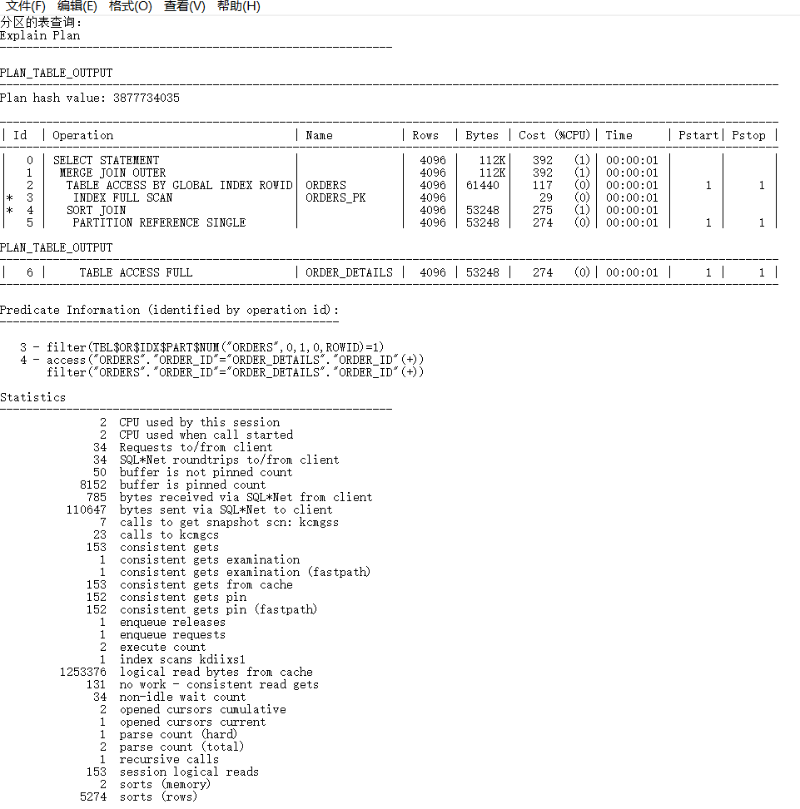 文件(F) 编辑(E) 格式(O) 查看(V) 帮助(H)
分区的表查询:
Explain Plan
-----------------------------------------------------------
PLAN_TABLE_OUTPUT
---------------------------------------------------------------------------------------------------------------------
Plan hash value: 3877734035
---------------------------------------------------------------------------------------------------------------------
| Id | Operation | Name | Rows | Bytes | Cost (%CPU)| Time | Pstart| Pstop |
---------------------------------------------------------------------------------------------------------------------
| 0 | SELECT STATEMENT | | 4096 | 112K| 392 (1)| 00:00:01 | | |
| 1 | MERGE JOIN OUTER | | 4096 | 112K| 392 (1)| 00:00:01 | | |
| 2 | TABLE ACCESS BY GLOBAL INDEX ROWID| ORDERS | 4096 | 61440 | 117 (0)| 00:00:01 | 1 | 1 |
|* 3 | INDEX FULL SCAN | ORDERS_PK | 4096 | | 29 (0)| 00:00:01 | | |
|* 4 | SORT JOIN | | 4096 | 53248 | 275 (1)| 00:00:01 | | |
| 5 | PARTITION REFERENCE SINGLE | | 4096 | 53248 | 274 (0)| 00:00:01 | 1 | 1 |
PLAN_TABLE_OUTPUT
---------------------------------------------------------------------------------------------------------------------
| 6 | TABLE ACCESS FULL | ORDER_DETAILS | 4096 | 53248 | 274 (0)| 00:00:01 | 1 | 1 |
---------------------------------------------------------------------------------------------------------------------
Predicate Information (identified by operation id):
---------------------------------------------------
3 - filter(TBL$OR$IDX$PART$NUM("ORDERS",0,1,0,ROWID)=1)
4 - access("ORDERS"."ORDER_ID"="ORDER_DETAILS"."ORDER_ID"(+))
filter("ORDERS"."ORDER_ID"="ORDER_DETAILS"."ORDER_ID"(+))
Statistics
-----------------------------------------------------------
2 CPU used by this session
2 CPU used when call started
34 Requests to/from client
34 SQL*Net roundtrips to/from client
50 buffer is not pinned count
8152 buffer is pinned count
785 bytes received via SQL*Net from client
110647 bytes sent via SQL*Net to client
7 calls to get snapshot scn: kcmgss
23 calls to kcmgcs
153 consistent gets
1 consistent gets examination
1 consistent gets examination (fastpath)
153 consistent gets from cache
152 consistent gets pin
152 consistent gets pin (fastpath)
1 enqueue releases
1 enqueue requests
2 execute count
1 index scans kdiixs1
1253376 logical read bytes from cache
131 no work - consistent read gets
34 non-idle wait count
2 opened cursors cumulative
1 opened cursors current
1 parse count (hard)
2 parse count (total)
1 recursive calls
153 session logical reads
2 sorts (memory)
5274 sorts (rows)